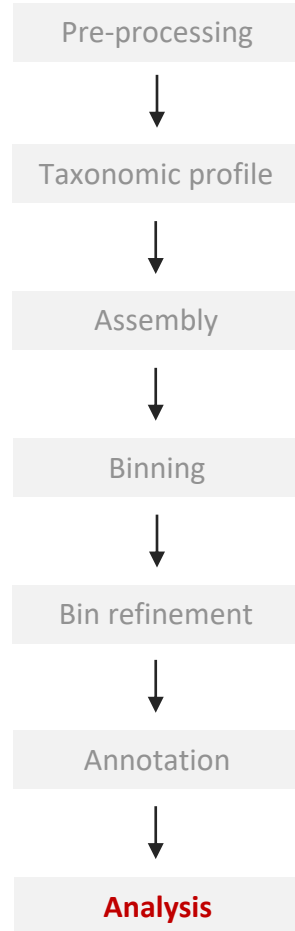 Pre-processing
Taxonomic profile
Assembly
Binning
Bin refinement
Annotation
Analysis